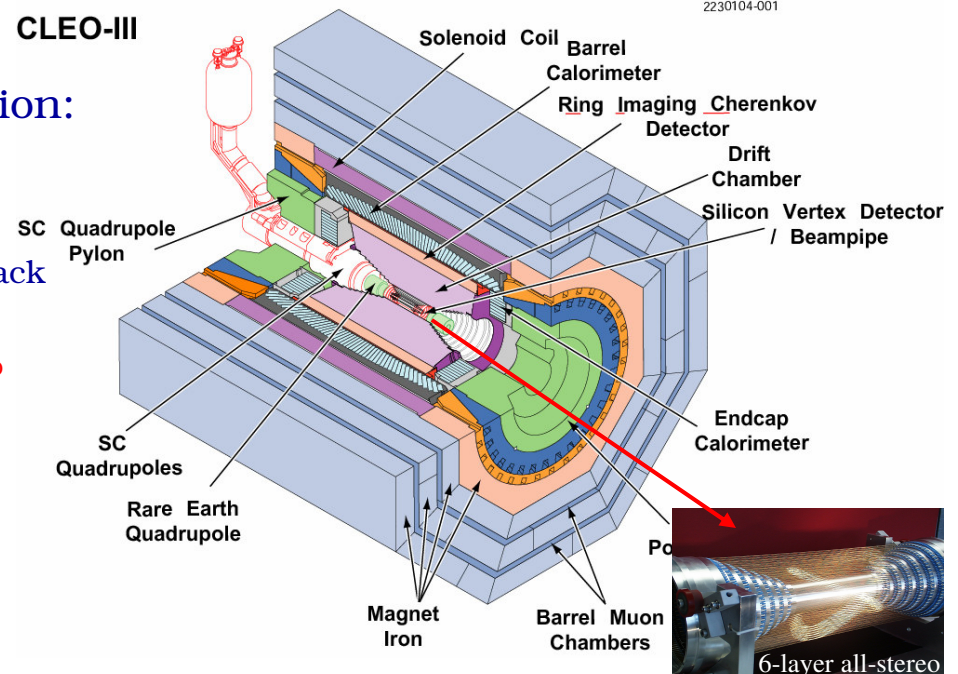 2230104-001
CLEO-III
Solenoid Coil
Barrel
Calorimeter
ion:
Ring Imaging Cherenkov
Detector
Drift
Chamber
Silicon Vertex Detector
/ Beampipe
SC Quadrupole
Pylon
ack
SC
Quadrupoles
Rare Earth
Quadrupole
Endcap
Calorimeter
Po
Magnet
Iron
Barrel Muon
Chambers
6-layer all-stereo